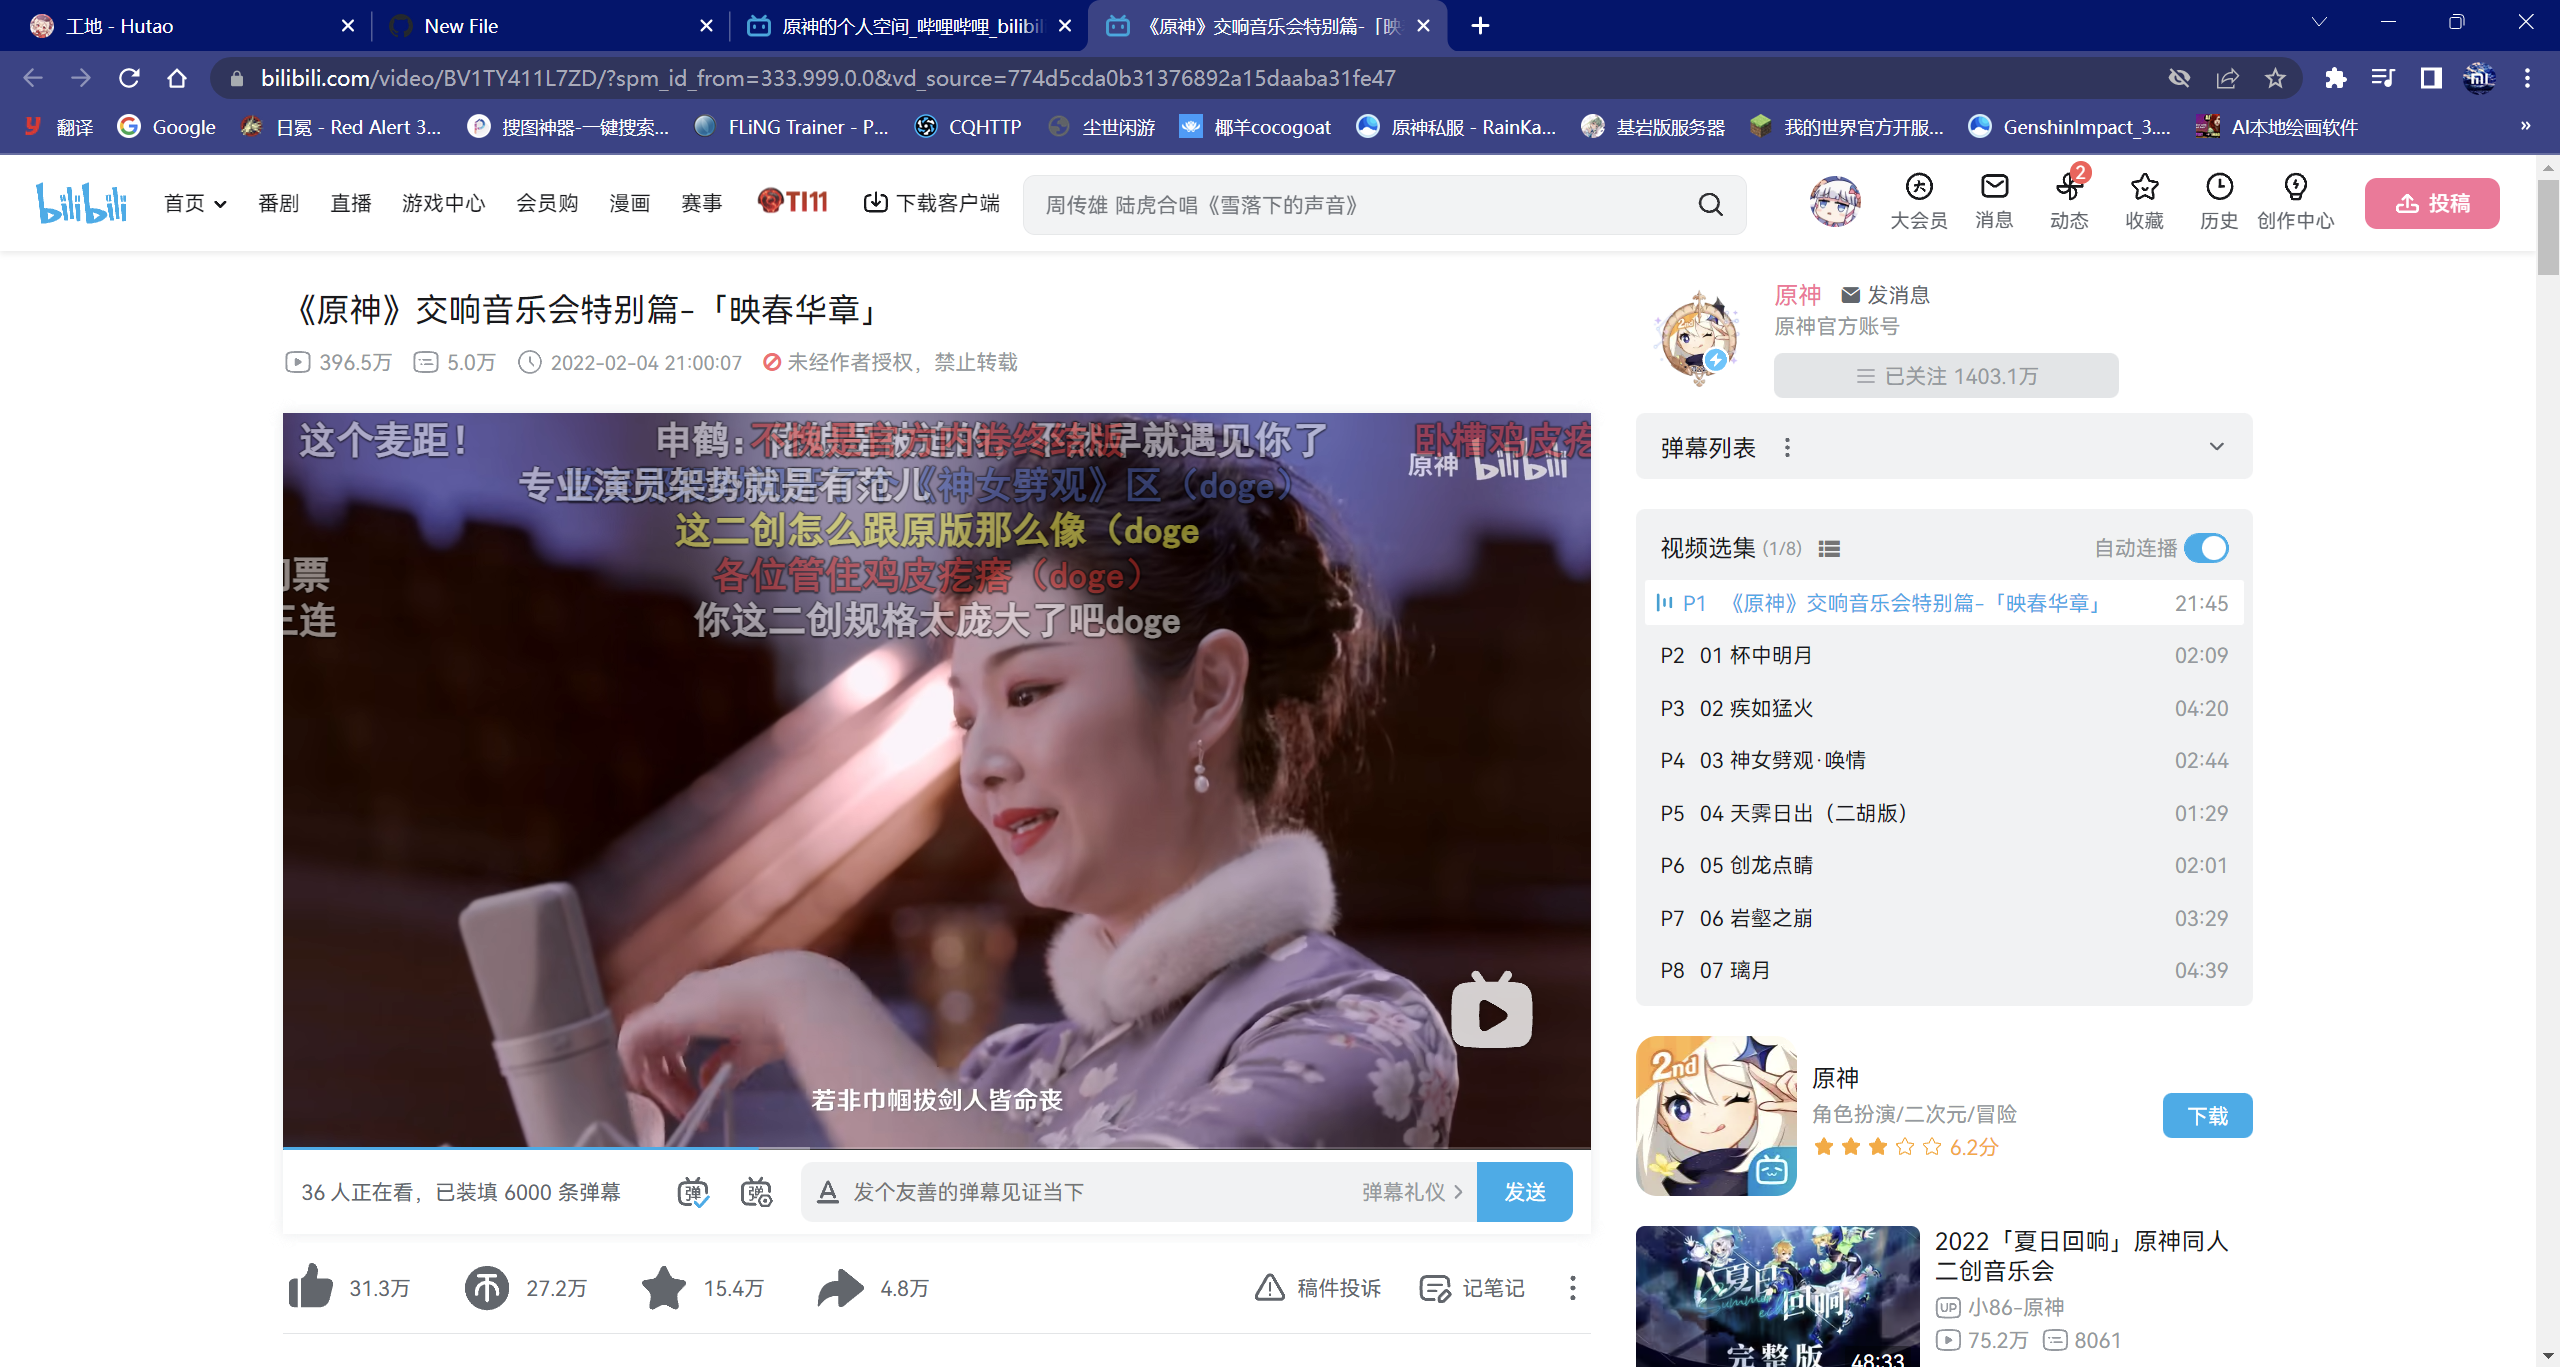 工地 - Hutao
New File
原神的个人空间_哔哩哔哩_bilibili
《原神》交响音乐会特别篇-「映
bilibili.com/video/BV1TY411L7ZD/?spm_id_from=333.999.0.0&vd_source=774d5cda0b31376892a15daaba31fe47
翻译
Google
日冕 - Red Alert 3...
搜图神器-一键搜索...
FLiNG Trainer - P...
CQHTTP
尘世闲游
椰羊cocogoat
原神私服 - RainKa...
基岩版服务器
我的世界官方开服...
GenshinImpact_3....
AI本地绘画软件
»
bilibili
首页
番剧
直播
游戏中心
会员购
漫画
赛事
TI11
下载客户端
周传雄 陆虎合唱《雪落下的声音》
大会员
消息
2
动态
收藏
历史
创作中心
投稿
《原神》交响音乐会特别篇-「映春华章」
396.5万
5.0万
2022-02-04 21:00:07
未经作者授权，禁止转载
原神
发消息
原神官方账号
已关注 1403.1万
这个麦距！
申鹤：
不然早就遇见你了
卧槽鸡皮疙
原神 bilibili
专业演员架势就是有范儿
《神女劈观》区（doge）
这二创怎么跟原版那么像（doge
各位管住鸡皮疙瘩（doge）
票
三连
你这二创规格太庞大了吧doge
若非巾帼拔剑人皆命丧
36 人正在看，已装填 6000 条弹幕
弹
弹
发个友善的弹幕见证当下
弹幕礼仪
发送
31.3万
27.2万
15.4万
4.8万
稿件投诉
记笔记
弹幕列表
视频选集 (1/8)
自动连播
P1 《原神》交响音乐会特别篇-「映春华章」 21:45
P2 01 杯中明月 02:09
P3 02 疾如猛火 04:20
P4 03 神女劈观·唤情 02:44
P5 04 天霁日出（二胡版） 01:29
P6 05 创龙点睛 02:01
P7 06 岩壑之崩 03:29
P8 07 璃月 04:39
2nd
原神
角色扮演/二次元/冒险
6.2分
下载
夏日
回响
完整版
48:33
2022「夏日回响」原神同人
二创音乐会
UP 小86-原神
75.2万
8061